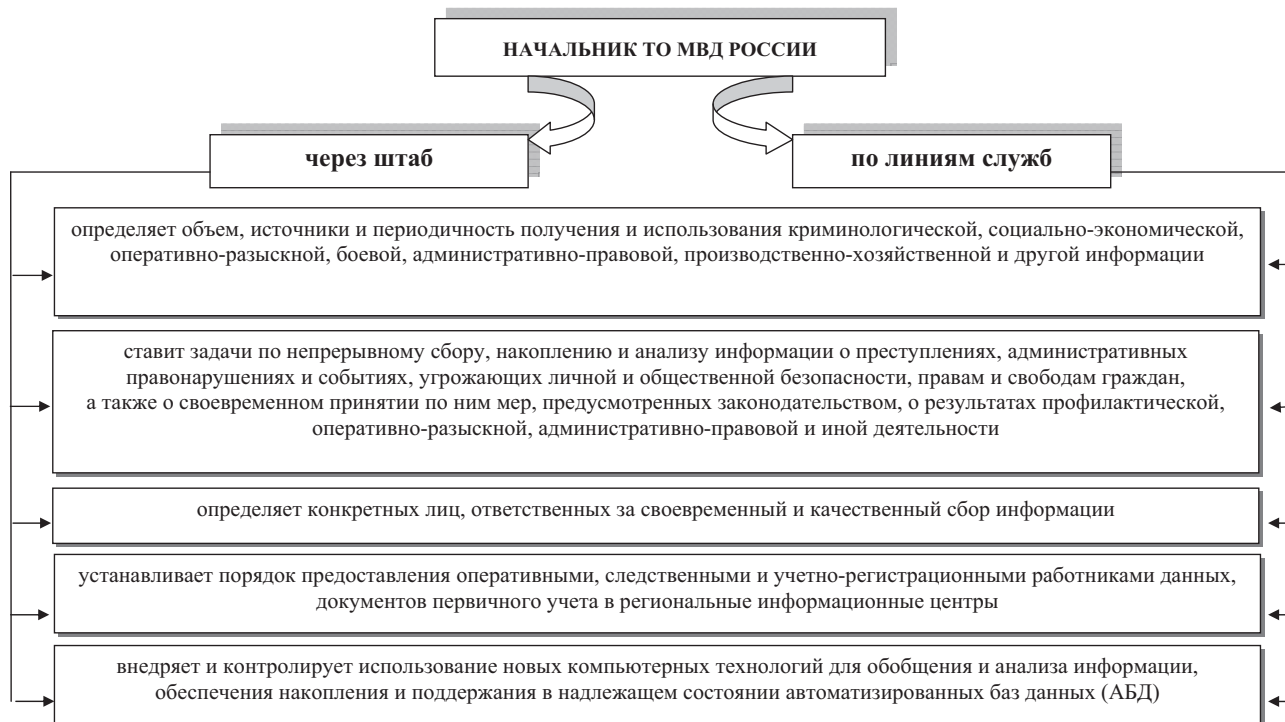 НАЧАЛЬНИК ТО МВД РОССИИ
через штаб
по линиям служб
определяет объем, источники и периодичность получения и использования криминологической, социально-экономической,
оперативно-разыскной, боевой, административно-правовой, производственно-хозяйственной и другой информации
ставит задачи по непрерывному сбору, накоплению и анализу информации о преступлениях, административных
правонарушениях и событиях, угрожающих личной и общественной безопасности, правам и свободам граждан,
а также о своевременном принятии по ним мер, предусмотренных законодательством, о результатах профилактической,
оперативно-разыскной, административно-правовой и иной деятельности
определяет конкретных лиц, ответственных за своевременный и качественный сбор информации
устанавливает порядок предоставления оперативными, следственными и учетно-регистрационными работниками данных,
документов первичного учета в региональные информационные центры
внедряет и контролирует использование новых компьютерных технологий для обобщения и анализа информации,
обеспечения накопления и поддержания в надлежащем состоянии автоматизированных баз данных (АБД)